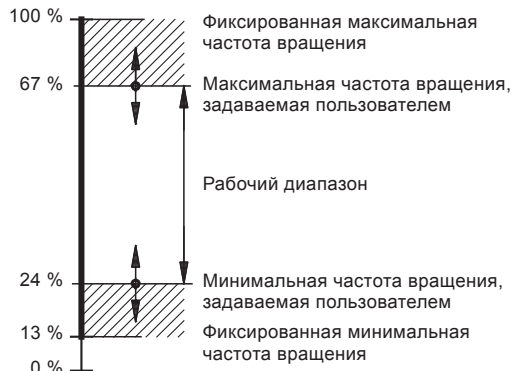 100 %
Фиксированная максимальная
частота вращения
67 %
Максимальная частота вращения,
задаваемая пользователем
Рабочий диапазон
24 %
Минимальная частота вращения,
задаваемая пользователем
13 %
Фиксированная минимальная
частота вращения
0 %